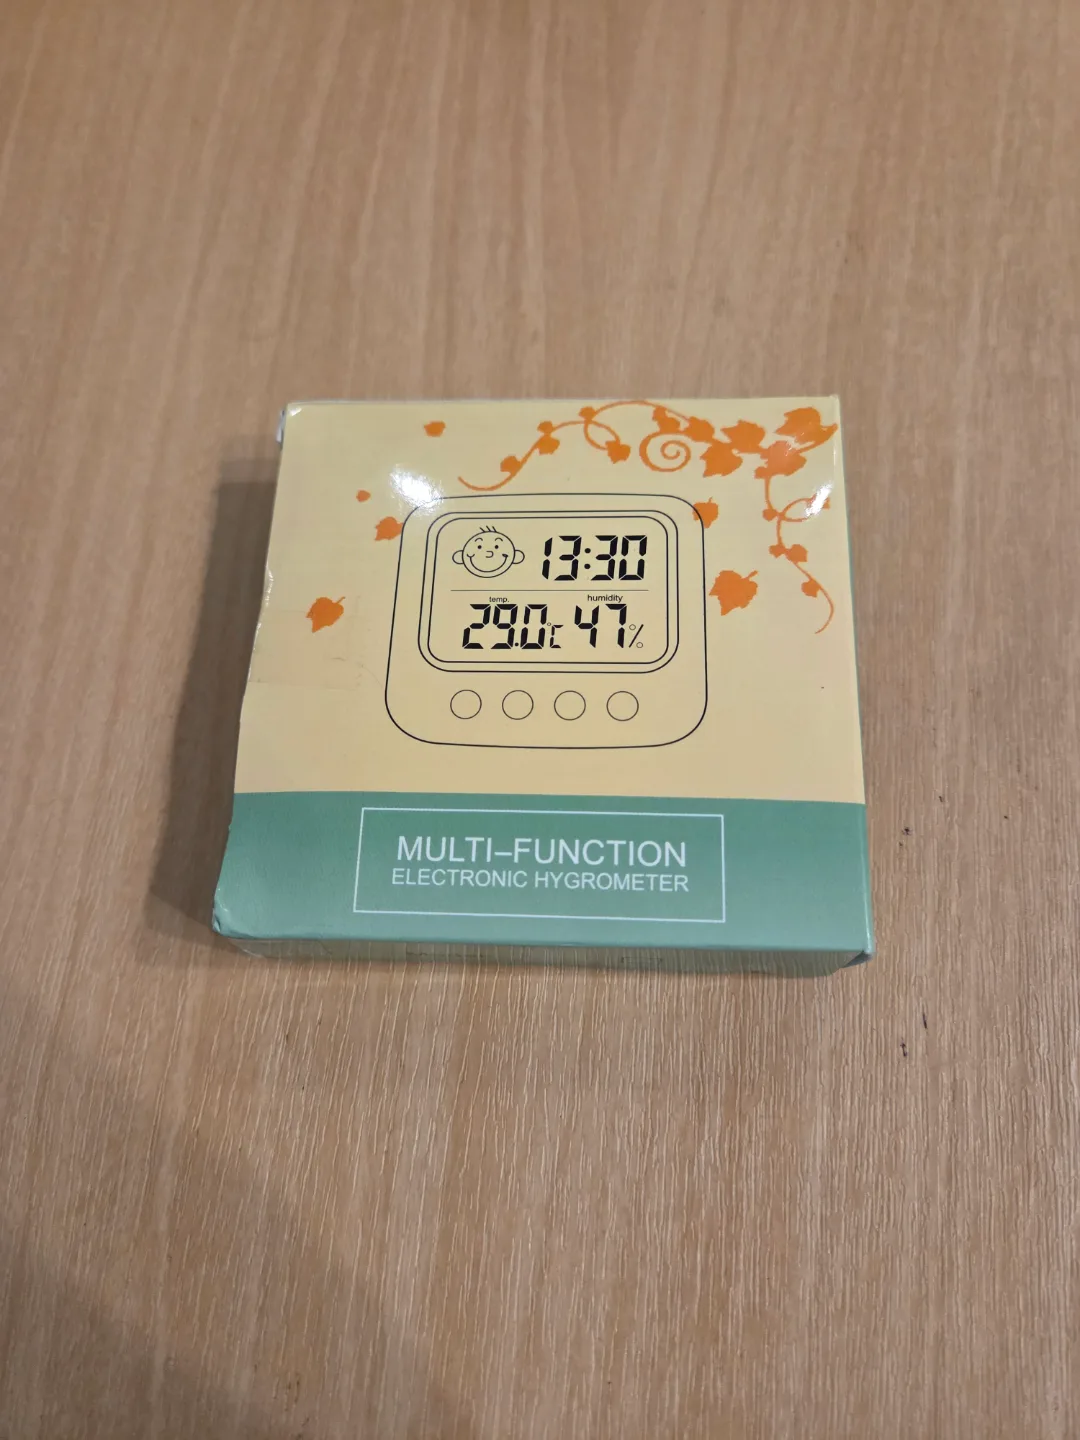 13:30
temp. humidity
29.0°C 47%
MULTI–FUNCTION
ELECTRONIC HYGROMETER